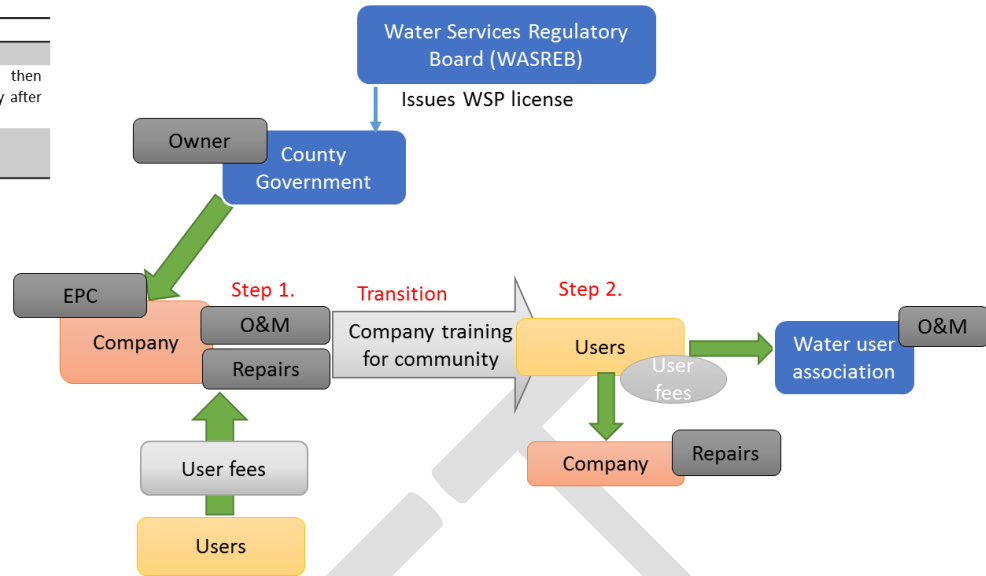 then
y after
Water Services Regulatory
Board (WASREB)
Issues WSP license
Owner
County
Government
EPC
Company
Step 1.
O&M
Repairs
Transition
Company training
for community
Step 2.
Users
User
fees
Water user
association
O&M
Company
Repairs
User fees
Users